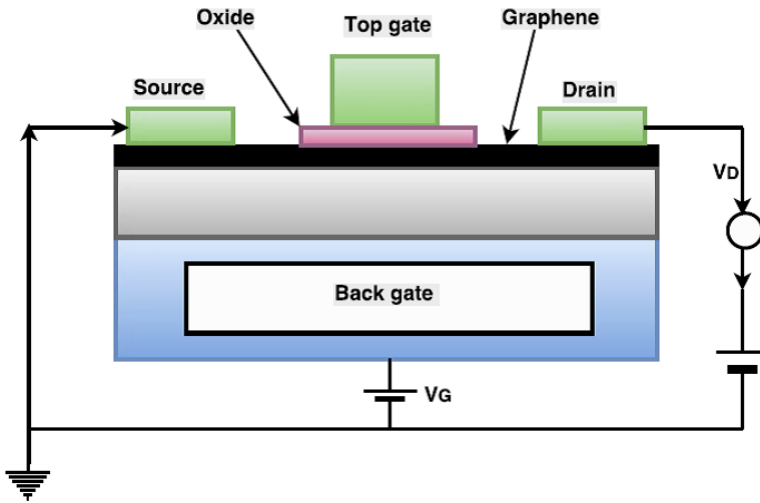 Oxide
Top gate
Graphene
Source
Drain
VD
Back gate
VG